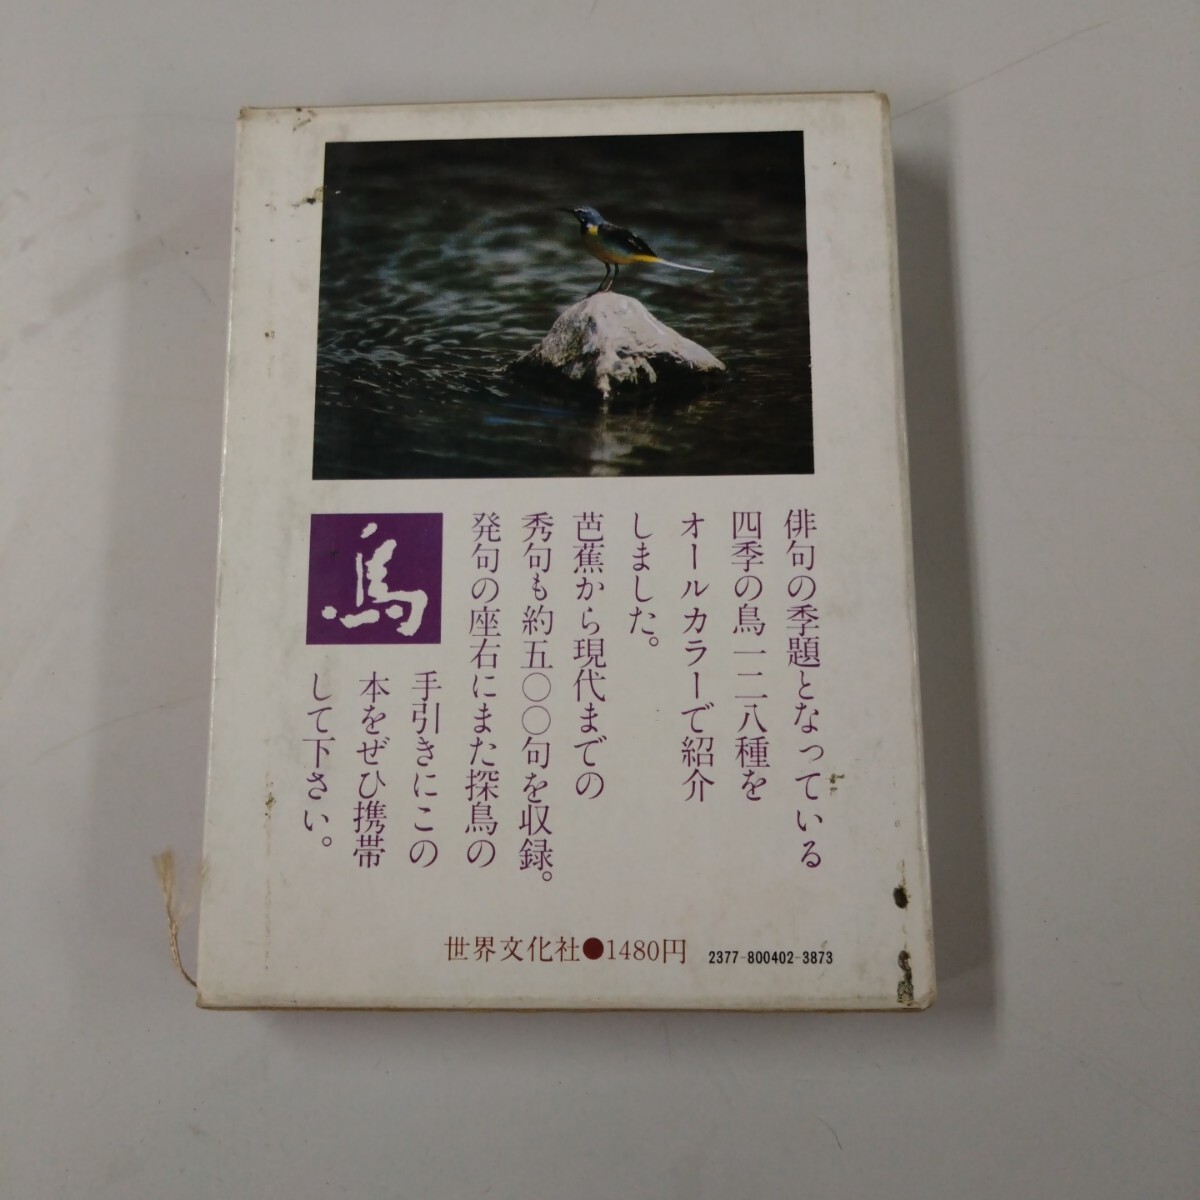 俳句の季題となっている
四季の鳥一二八種を
オールカラーで紹介
しました。
芭蕉から現代までの
秀句も約五〇〇句を収録。
発句の座右にまた探鳥の
手引きにこの
本をぜひ携帯
して下さい。
鳥
世界文化社●1480円
2377-800402-3873